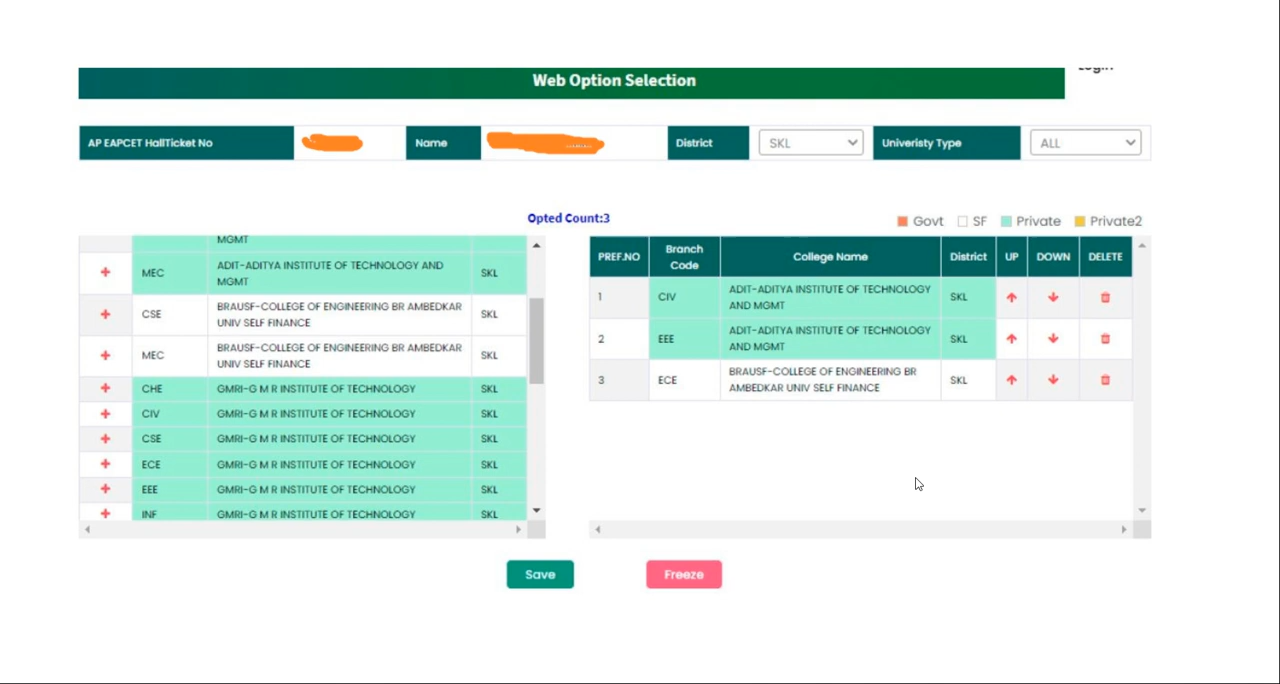 Web Option Selection
AP EAPCET HallTicket No
Name
District
SKL
Univeristy Type
ALL
Opted Count:3
Govt
SF
Private
Private2
MGMT
MEC
ADIT-ADITYA INSTITUTE OF TECHNOLOGY AND
MGMT
SKL
CSE
BRAUSF-COLLEGE OF ENGINEERING BR AMBEDKAR
UNIV SELF FINANCE
SKL
MEC
BRAUSF-COLLEGE OF ENGINEERING BR AMBEDKAR
UNIV SELF FINANCE
SKL
CHE GMRI-G M R INSTITUTE OF TECHNOLOGY SKL
CIV GMRI-G M R INSTITUTE OF TECHNOLOGY SKL
CSE GMRI-G M R INSTITUTE OF TECHNOLOGY SKL
ECE GMRI-G M R INSTITUTE OF TECHNOLOGY SKL
EEE GMRI-G M R INSTITUTE OF TECHNOLOGY SKL
INF GMRI-G M R INSTITUTE OF TECHNOLOGY SKL
PREF.NO
Branch
Code
College Name
District
UP
DOWN
DELETE
1
CIV
ADIT-ADITYA INSTITUTE OF TECHNOLOGY
AND MGMT
SKL
2
EEE
ADIT-ADITYA INSTITUTE OF TECHNOLOGY
AND MGMT
SKL
3
ECE
BRAUSF-COLLEGE OF ENGINEERING BR
AMBEDKAR UNIV SELF FINANCE
SKL
Save
Freeze